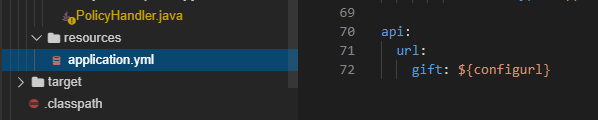 PolicyHandler.java
resources
application.yml
target
.classpath
69
70 api:
71 url:
72 gift: ${configurl}